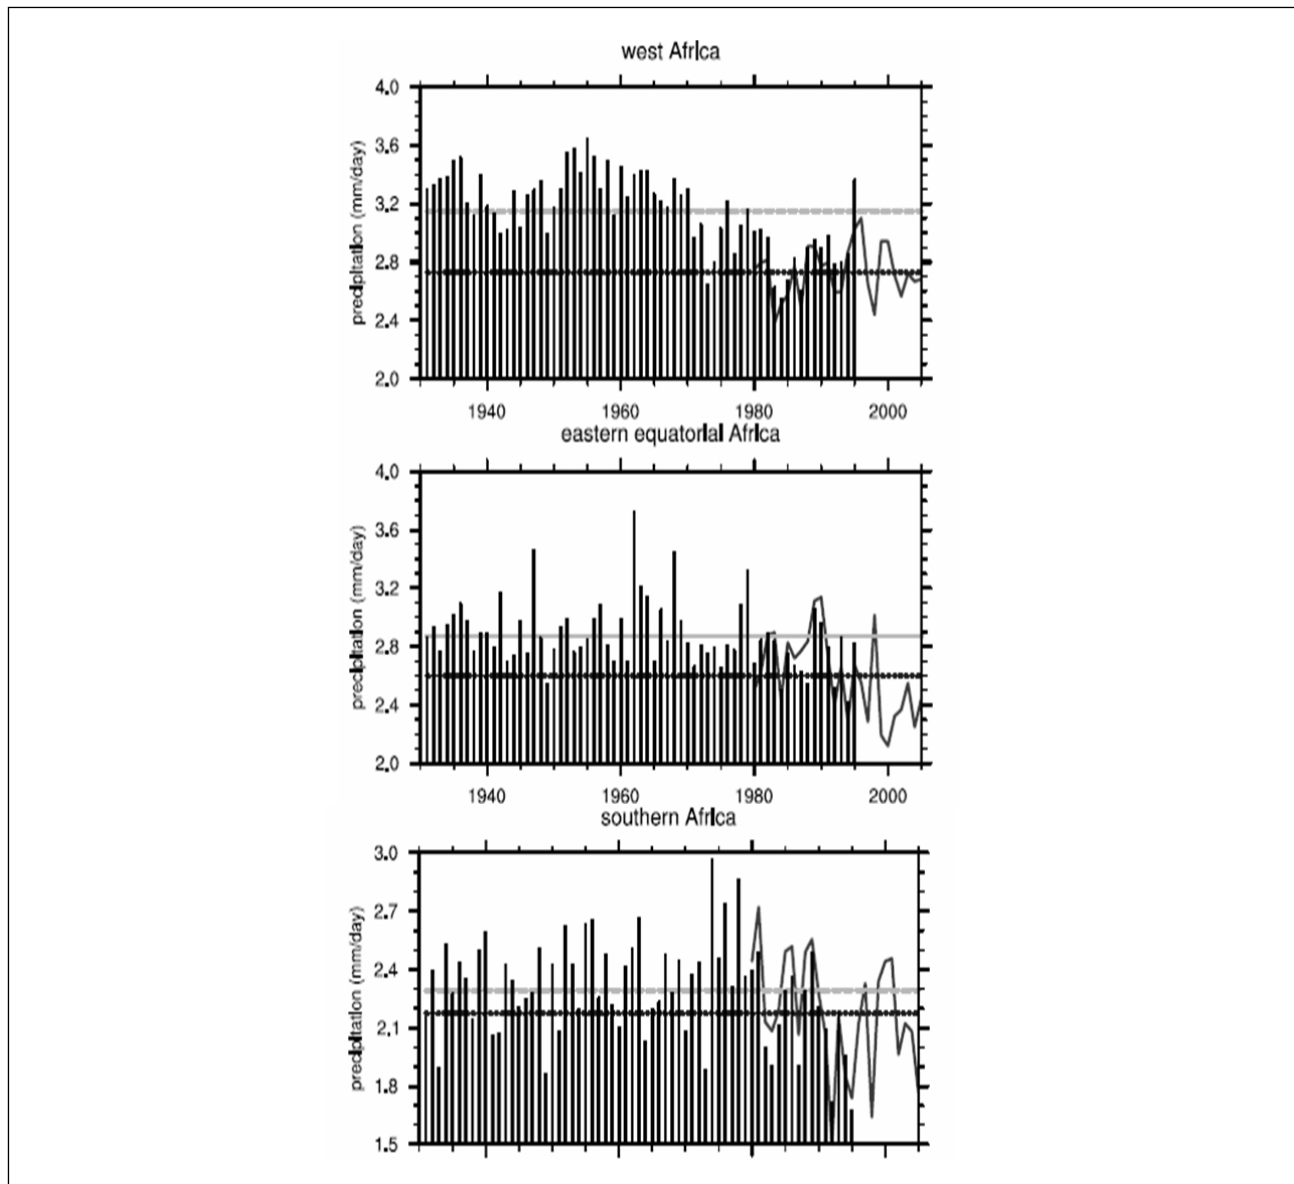 west Africa
4.0
3.6
3.2
2.8
2.4
2.0
precipitation (mm/day)
1940 1960 1980 2000
eastern equatorial Africa
4.0
3.6
3.2
2.8
2.4
2.0
precipitation (mm/day)
1940 1960 1980 2000
southern Africa
3.0
2.7
2.4
2.1
1.8
1.5
precipitation (mm/day)